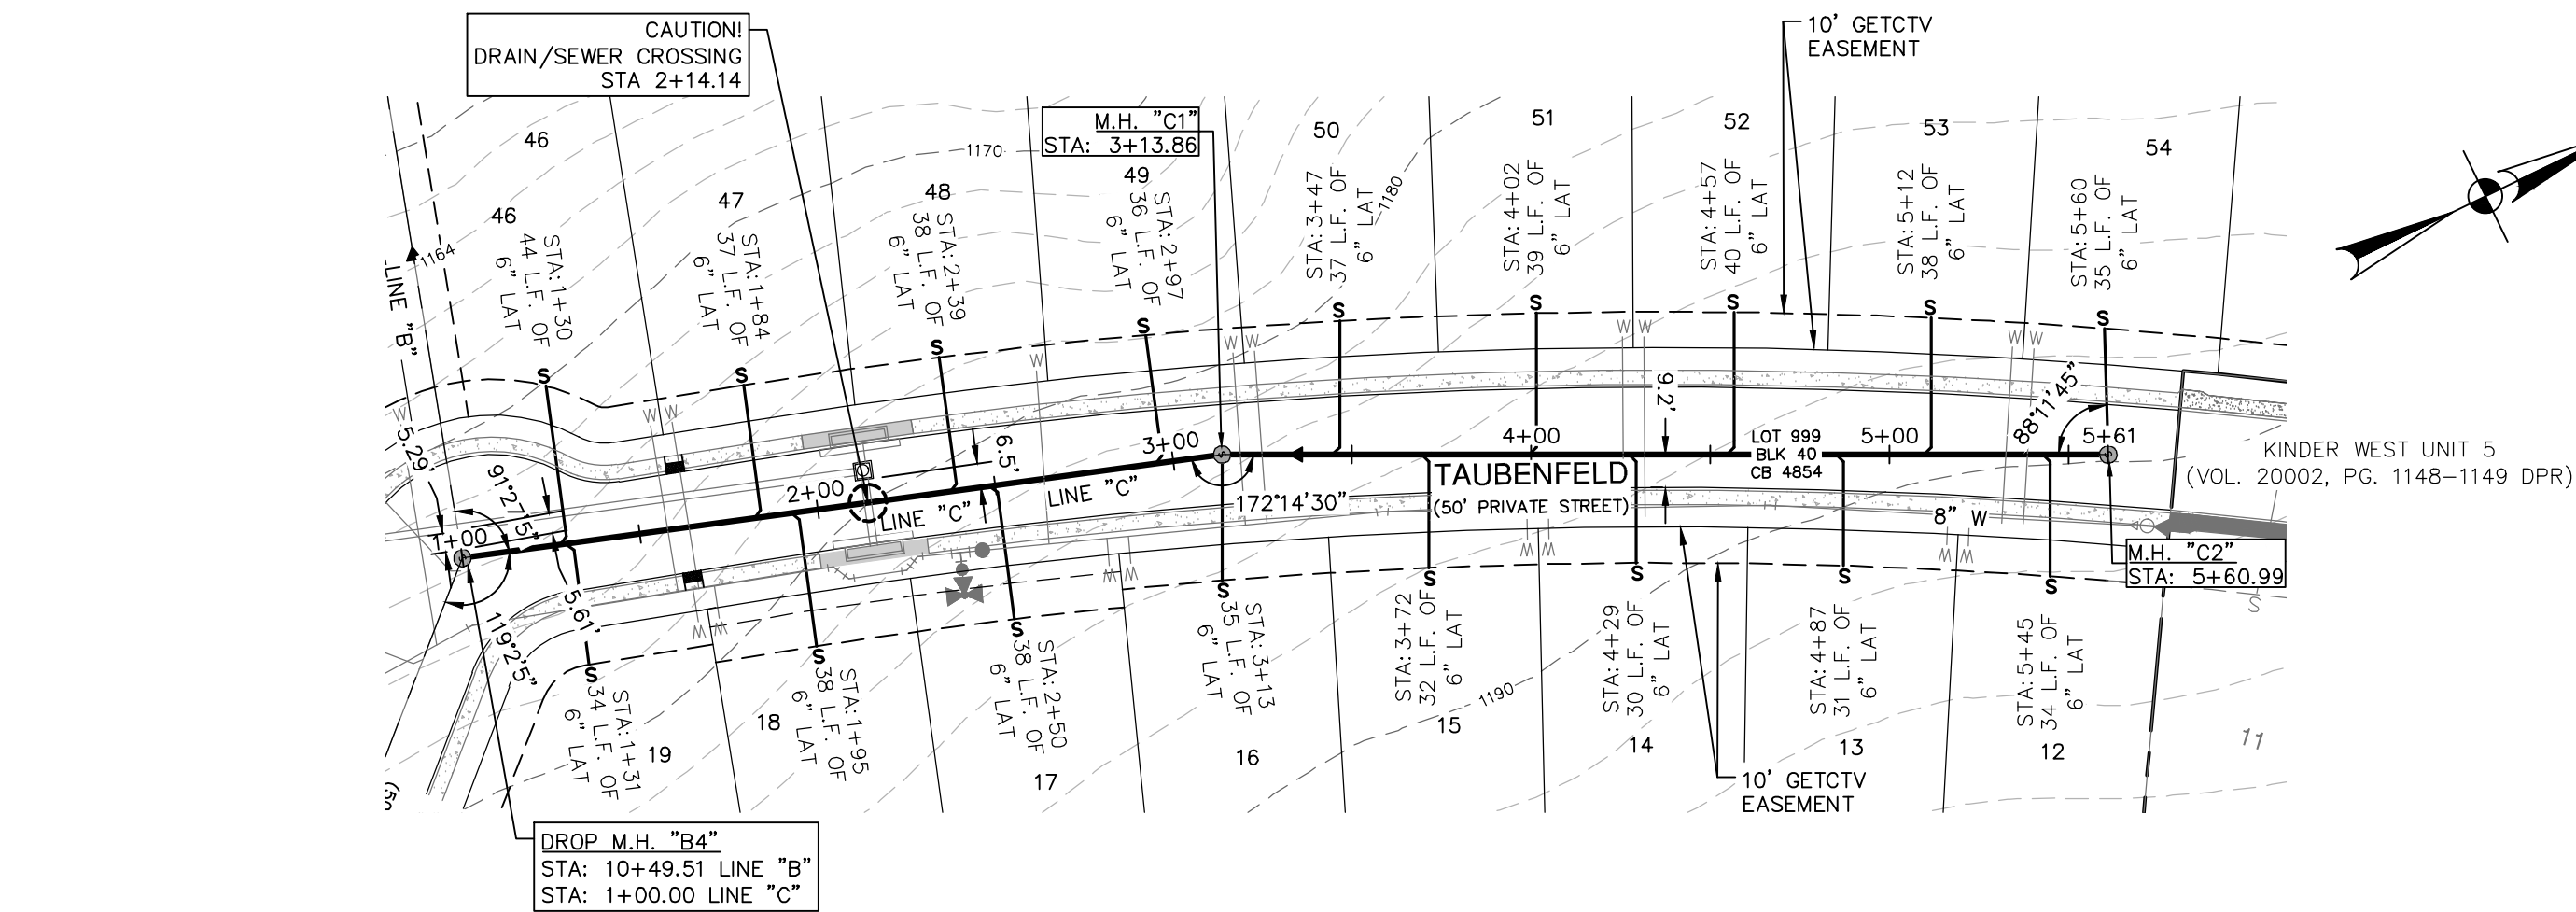 CAUTION!
DRAIN/SEWER CROSSING
STA 2+14.14
10' GETCTV
EASEMENT
M.H. "C1"
STA: 3+13.86
46
47
48
49
50
51
52
53
54
46
1164
1170
1180
LINE "B"
STA:1+30
44 L.F. OF
6" LAT
STA:1+84
37 L.F. OF
6" LAT
STA:2+39
38 L.F. OF
6" LAT
STA:2+97
36 L.F. OF
6" LAT
STA:3+47
37 L.F. OF
6" LAT
STA:4+02
39 L.F. OF
6" LAT
STA:4+57
40 L.F. OF
6" LAT
STA:5+12
38 L.F. OF
6" LAT
STA:5+60
35 L.F. OF
6" LAT
S
S
S
S
S
S
S
S
S
W
W
W
W
W
W
W
W
W
W
5.29'
91°27'5"
1+00
2+00
3+00
4+00
5+00
5+61
6.5'
9.2'
88°11'45"
LINE "C"
LINE "C"
172°14'30"
TAUBENFELD
(50' PRIVATE STREET)
LOT 999
BLK 40
CB 4854
8" W
KINDER WEST UNIT 5
(VOL. 20002, PG. 1148-1149 DPR)
M.H. "C2"
STA: 5+60.99
5.61'
119°2'5"
W
W
W
W
W
W
W
W
S
S
S
S
S
S
S
S
S
STA:1+31
34 L.F. OF
6" LAT
STA:1+95
38 L.F. OF
6" LAT
STA:2+50
38 L.F. OF
6" LAT
STA:3+13
35 L.F. OF
6" LAT
STA:3+72
32 L.F. OF
6" LAT
STA:4+29
30 L.F. OF
6" LAT
STA:4+87
31 L.F. OF
6" LAT
STA:5+45
34 L.F. OF
6" LAT
19
18
17
16
15
14
13
12
11
1190
10' GETCTV
EASEMENT
(50
DROP M.H. "B4"
STA: 10+49.51 LINE "B"
STA: 1+00.00 LINE "C"